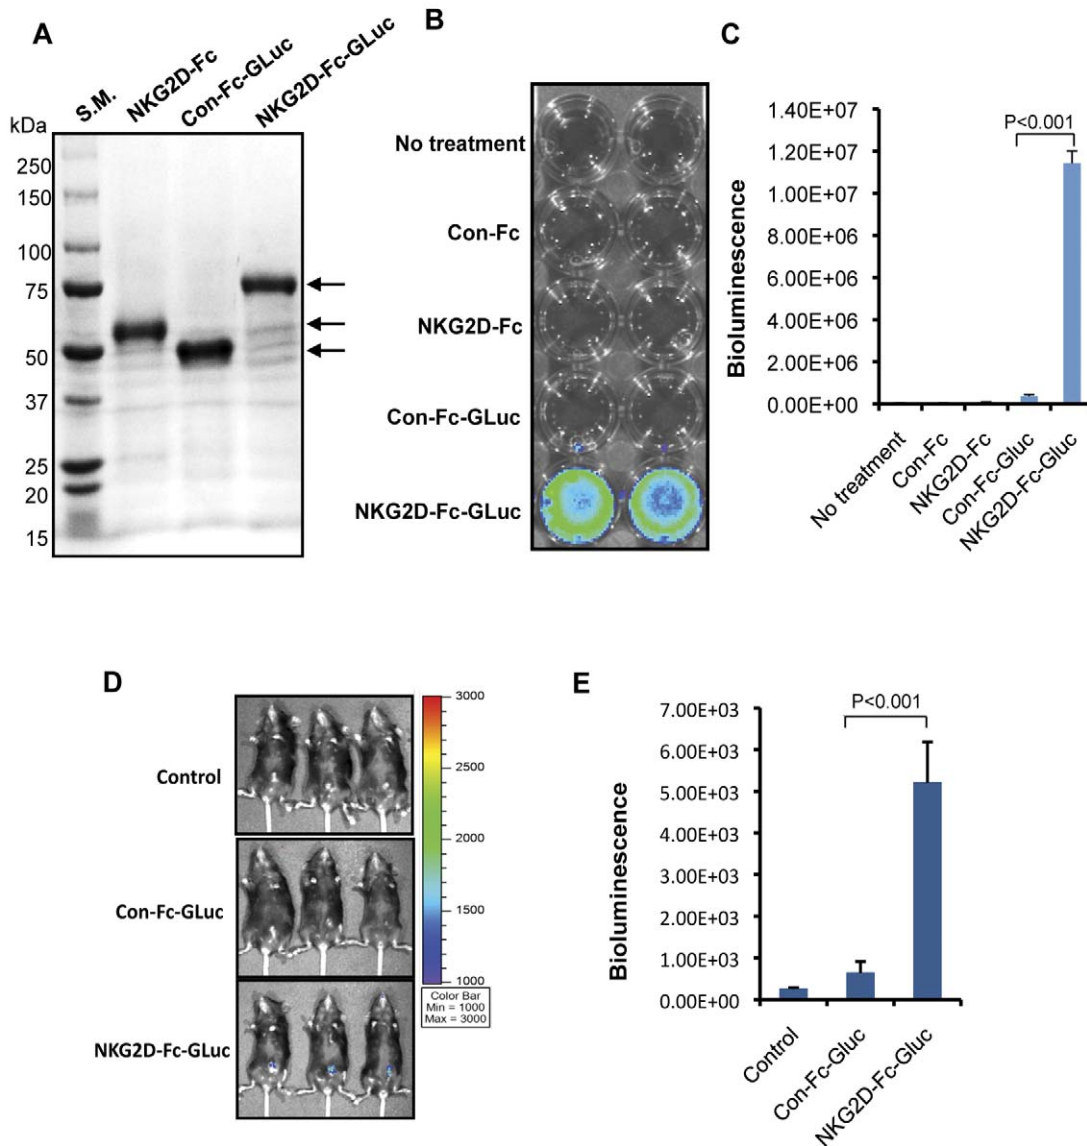 A
S.M.
NKG2D-Fc
Con-Fc-GLuc
NKG2D-Fc-GLuc
kDa
250
150
100
75
50
37
25
20
15
B
No treatment
Con-Fc
NKG2D-Fc
Con-Fc-GLuc
NKG2D-Fc-GLuc
C
Bioluminescence
1.40E+07
1.20E+07
1.00E+07
8.00E+06
6.00E+06
4.00E+06
2.00E+06
0.00E+00
P<0.001
No treatment
Con-Fc
NKG2D-Fc
Con-Fc-Gluc
NKG2D-Fc-Gluc
D
Control
Con-Fc-GLuc
NKG2D-Fc-GLuc
3000
2500
2000
1500
1000
Color Bar
Min = 1000
Max = 3000
E
Bioluminescence
7.00E+03
6.00E+03
5.00E+03
4.00E+03
3.00E+03
2.00E+03
1.00E+03
0.00E+00
P<0.001
Control
Con-Fc-Gluc
NKG2D-Fc-Gluc